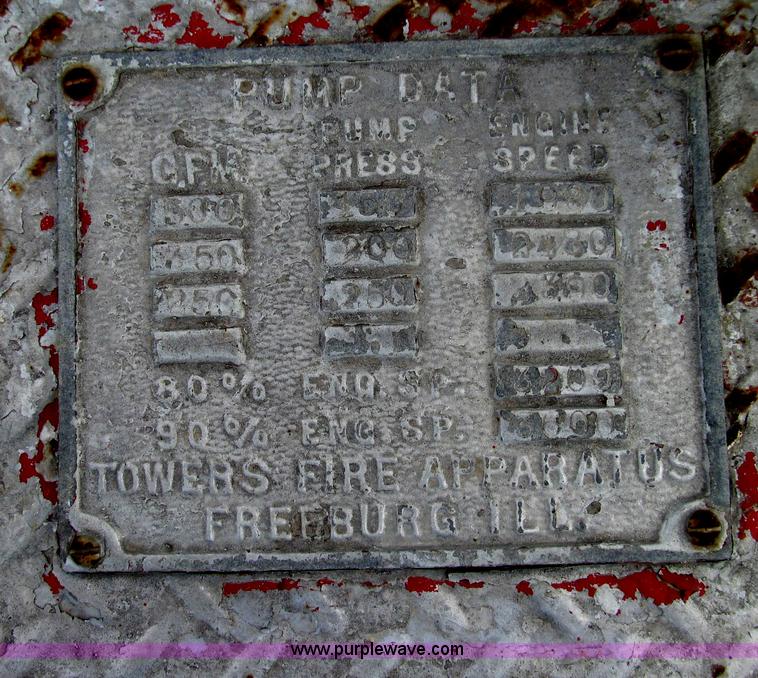 PUMP DATA
PUMP ENGINE
G.P.M. PRESS. SPEED
500
200
250 250
80% ENG. SP. 3200
90% ENG. SP.
TOWERS FIRE APPARATUS
FREEBURG ILL.
www.purplewave.com